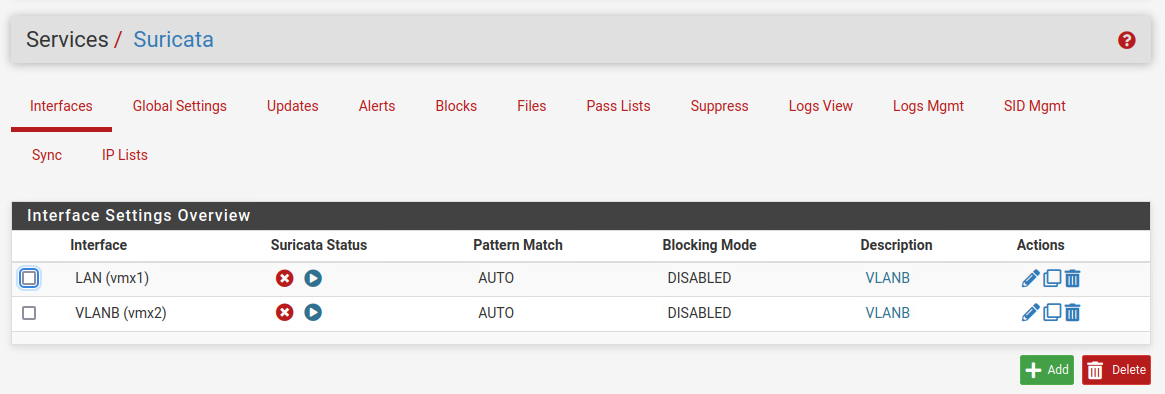 Services / Suricata
Interfaces Global Settings Updates Alerts Blocks Files Pass Lists Suppress Logs View Logs Mgmt SID Mgmt
Sync IP Lists
Interface Settings Overview
Interface Suricata Status Pattern Match Blocking Mode Description Actions
LAN (vmx1) AUTO DISABLED VLANB
VLANB (vmx2) AUTO DISABLED VLANB
Add Delete